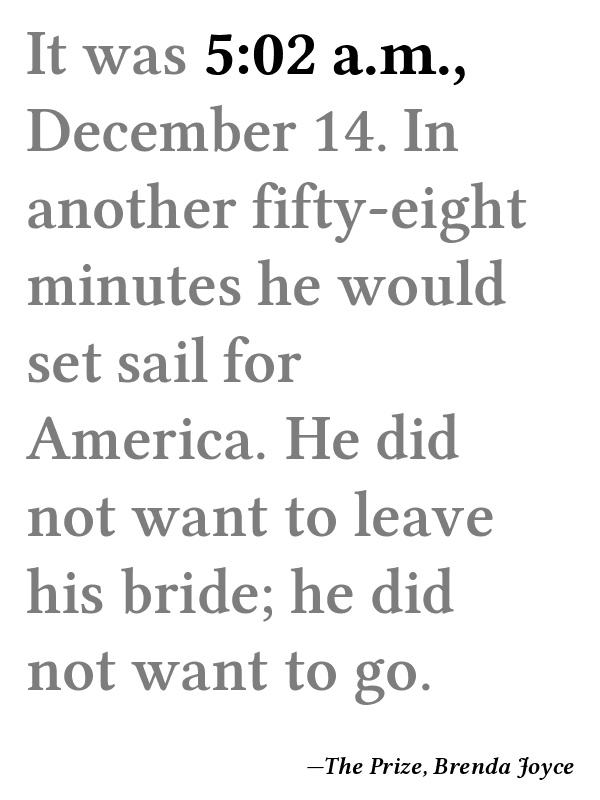 It was 5:02 a.m.,
December 14. In
another fifty-eight
minutes he would
set sail for
America. He did
not want to leave
his bride; he did
not want to go.
—The Prize, Brenda Joyce